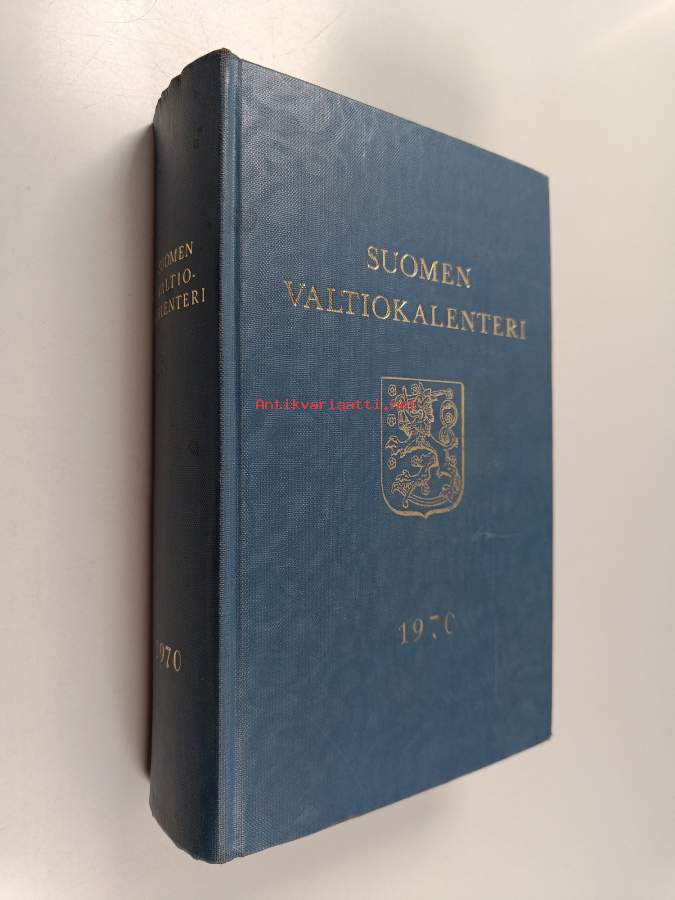 SUOMEN
VALTIO-
KALENTERI
1970
SUOMEN
VALTIOKALENTERI
1970
Antikvariaatti.net